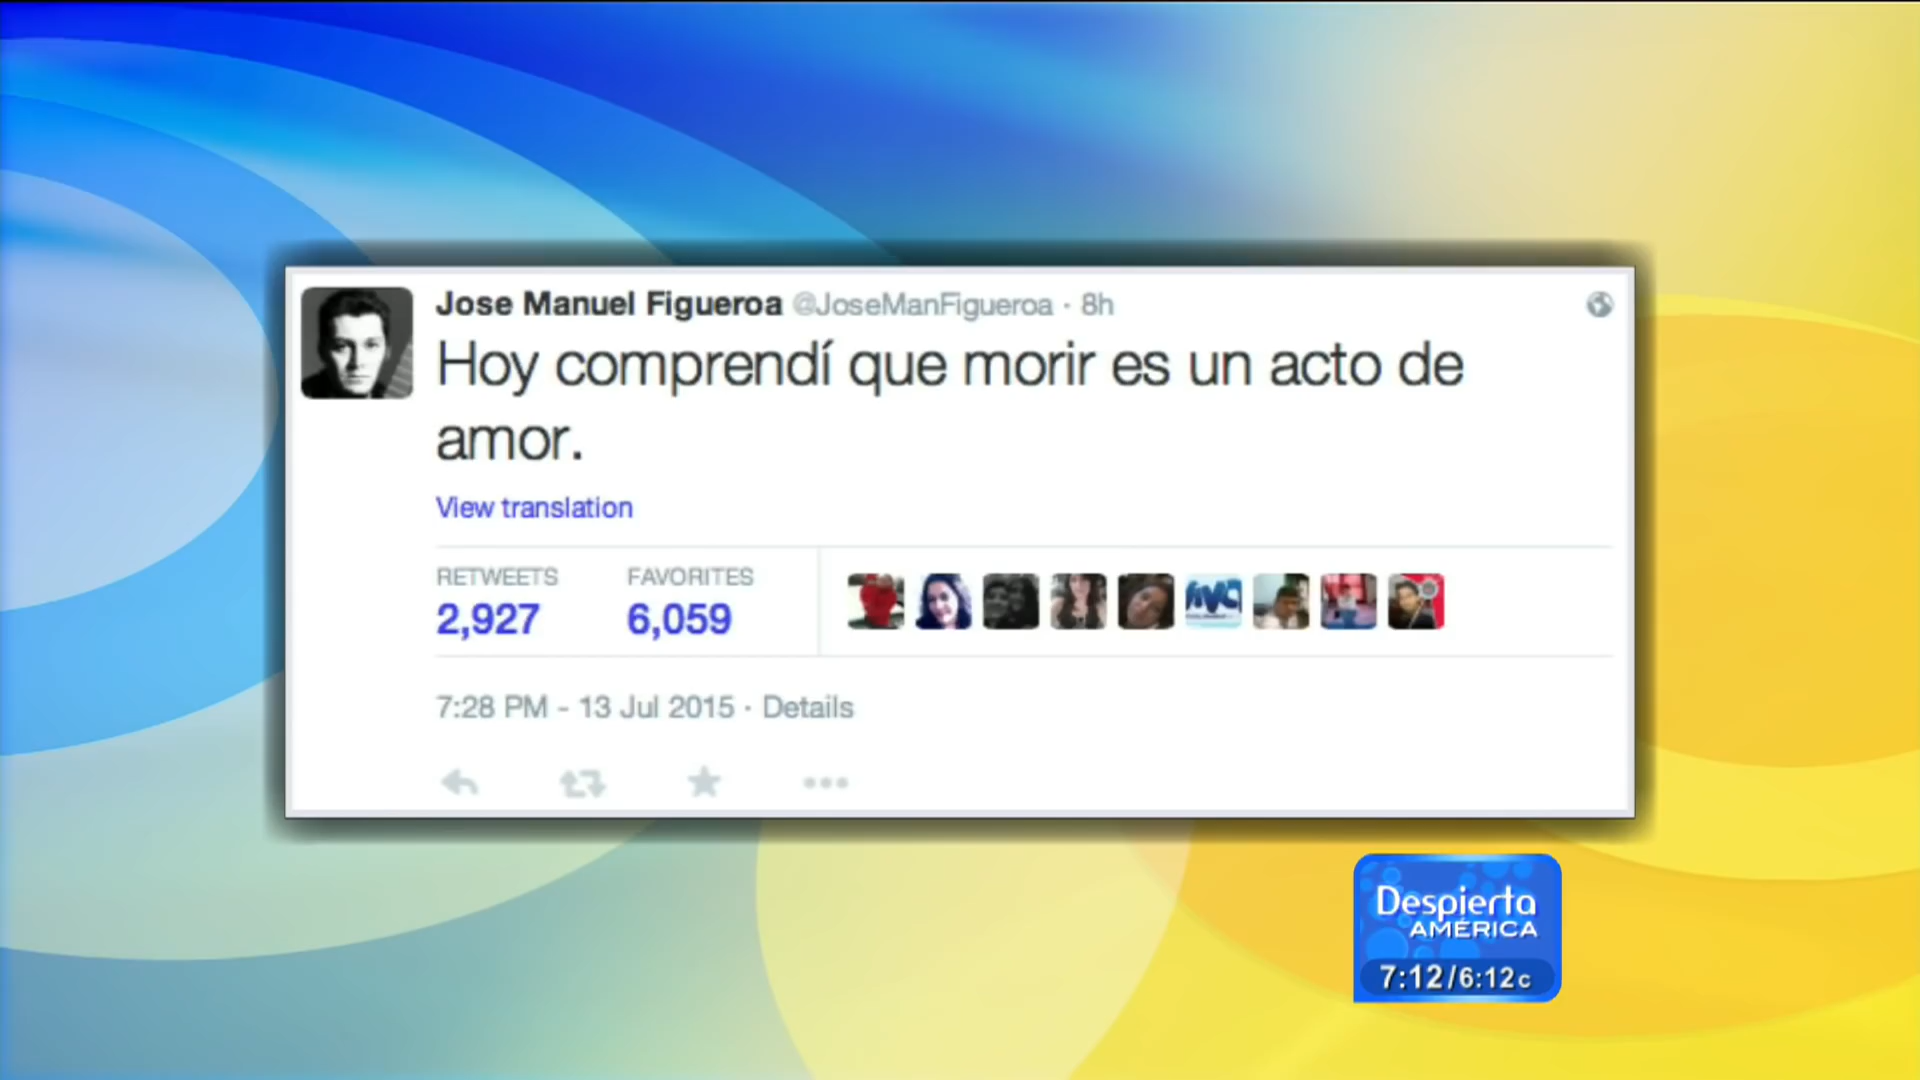 Jose Manuel Figueroa @JoseManFigueroa · 8h
Hoy comprendí que morir es un acto de
amor.
View translation
RETWEETS FAVORITES
2,927 6,059
7:28 PM - 13 Jul 2015 · Details
Despierta
AMÉRICA
7:12/6:12c